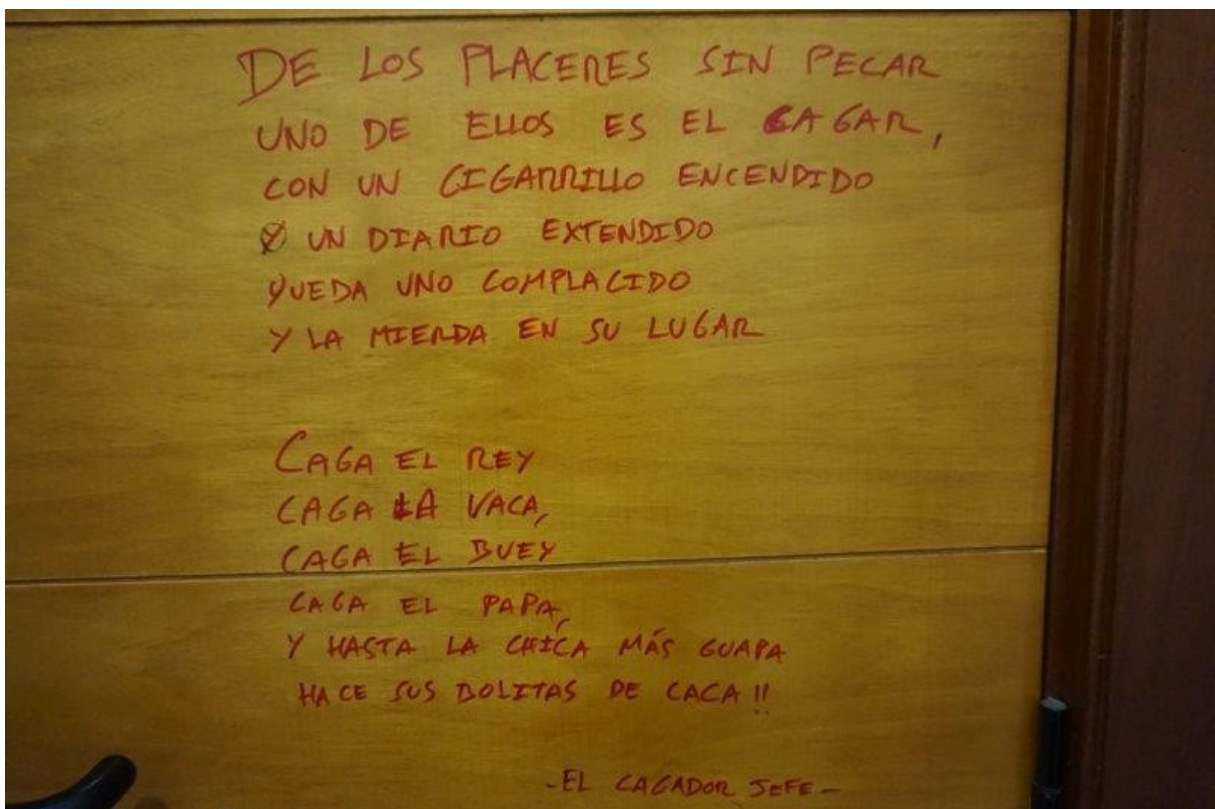 DE LOS PLACERES SIN PECAR
UNO DE ELLOS ES EL CAGAR,
CON UN CIGARRILLO ENCENDIDO
Y UN DIARIO EXTENDIDO
QUEDA UNO COMPLACIDO
Y LA MIERDA EN SU LUGAR
CAGA EL REY
CAGA LA VACA,
CAGA EL BUEY
CAGA EL PAPA,
Y HASTA LA CHICA MÁS GUAPA
HACE SUS BOLITAS DE CACA!!
-EL CAGADOR JEFE-